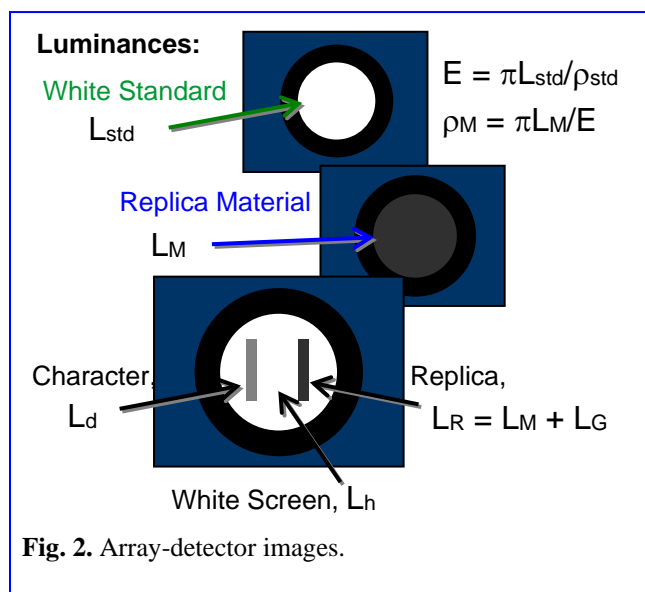 Luminances:
White Standard
Lstd
E = πLstd/ρstd
ρM = πLM/E
Replica Material
LM
Character,
Ld
Replica,
LR = LM + LG
White Screen, Lh
Fig. 2. Array-detector images.